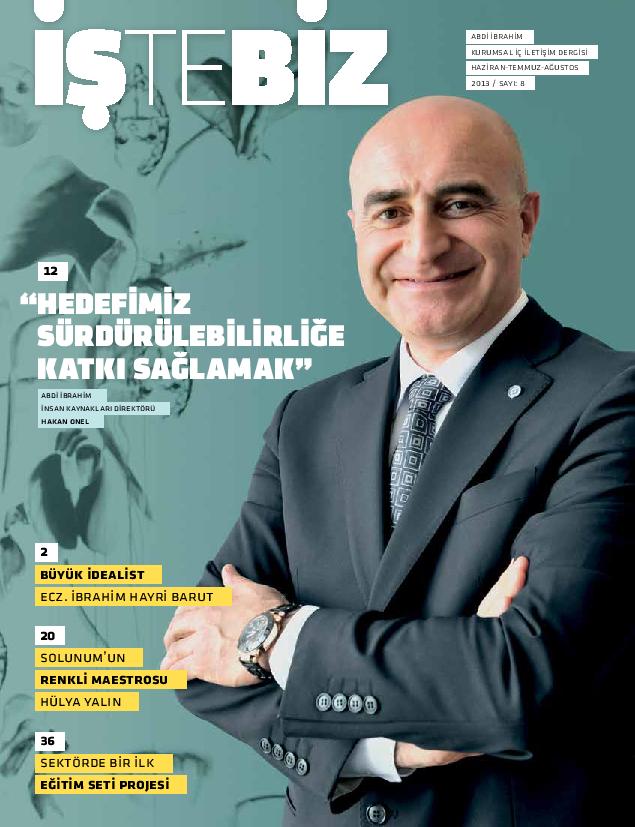 İŞTEBİZ
ABDİ İBRAHİM
KURUMSAL İÇ İLETİŞİM DERGİSİ
HAZİRAN-TEMMUZ-AĞUSTOS
2013 / SAYI: 8
12
“HEDEFİMİZ
SÜRDÜRÜLEBİLİRLİĞE
KATKI SAĞLAMAK”
ABDİ İBRAHİM
İNSAN KAYNAKLARI DİREKTÖRÜ
HAKAN ONEL
2
BÜYÜK İDEALİST
ECZ. İBRAHİM HAYRİ BARUT
20
SOLUNUM'UN
RENKLİ MAESTROSU
HÜLYA YALIN
36
SEKTÖRDE BİR İLK
EĞİTİM SETİ PROJESİ